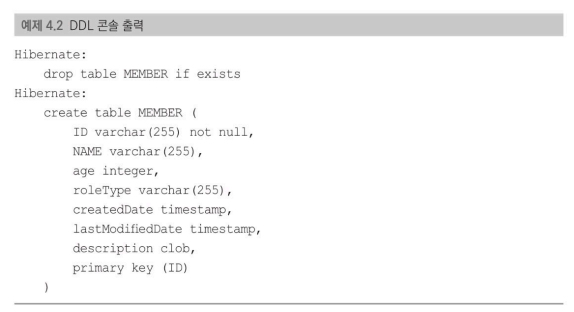 예제 4.2 DDL 콘솔 출력
Hibernate:
    drop table MEMBER if exists
Hibernate:
    create table MEMBER (
        ID varchar(255) not null,
        NAME varchar(255),
        age integer,
        roleType varchar(255),
        createdDate timestamp,
        lastModifiedDate timestamp,
        description clob,
        primary key (ID)
    )